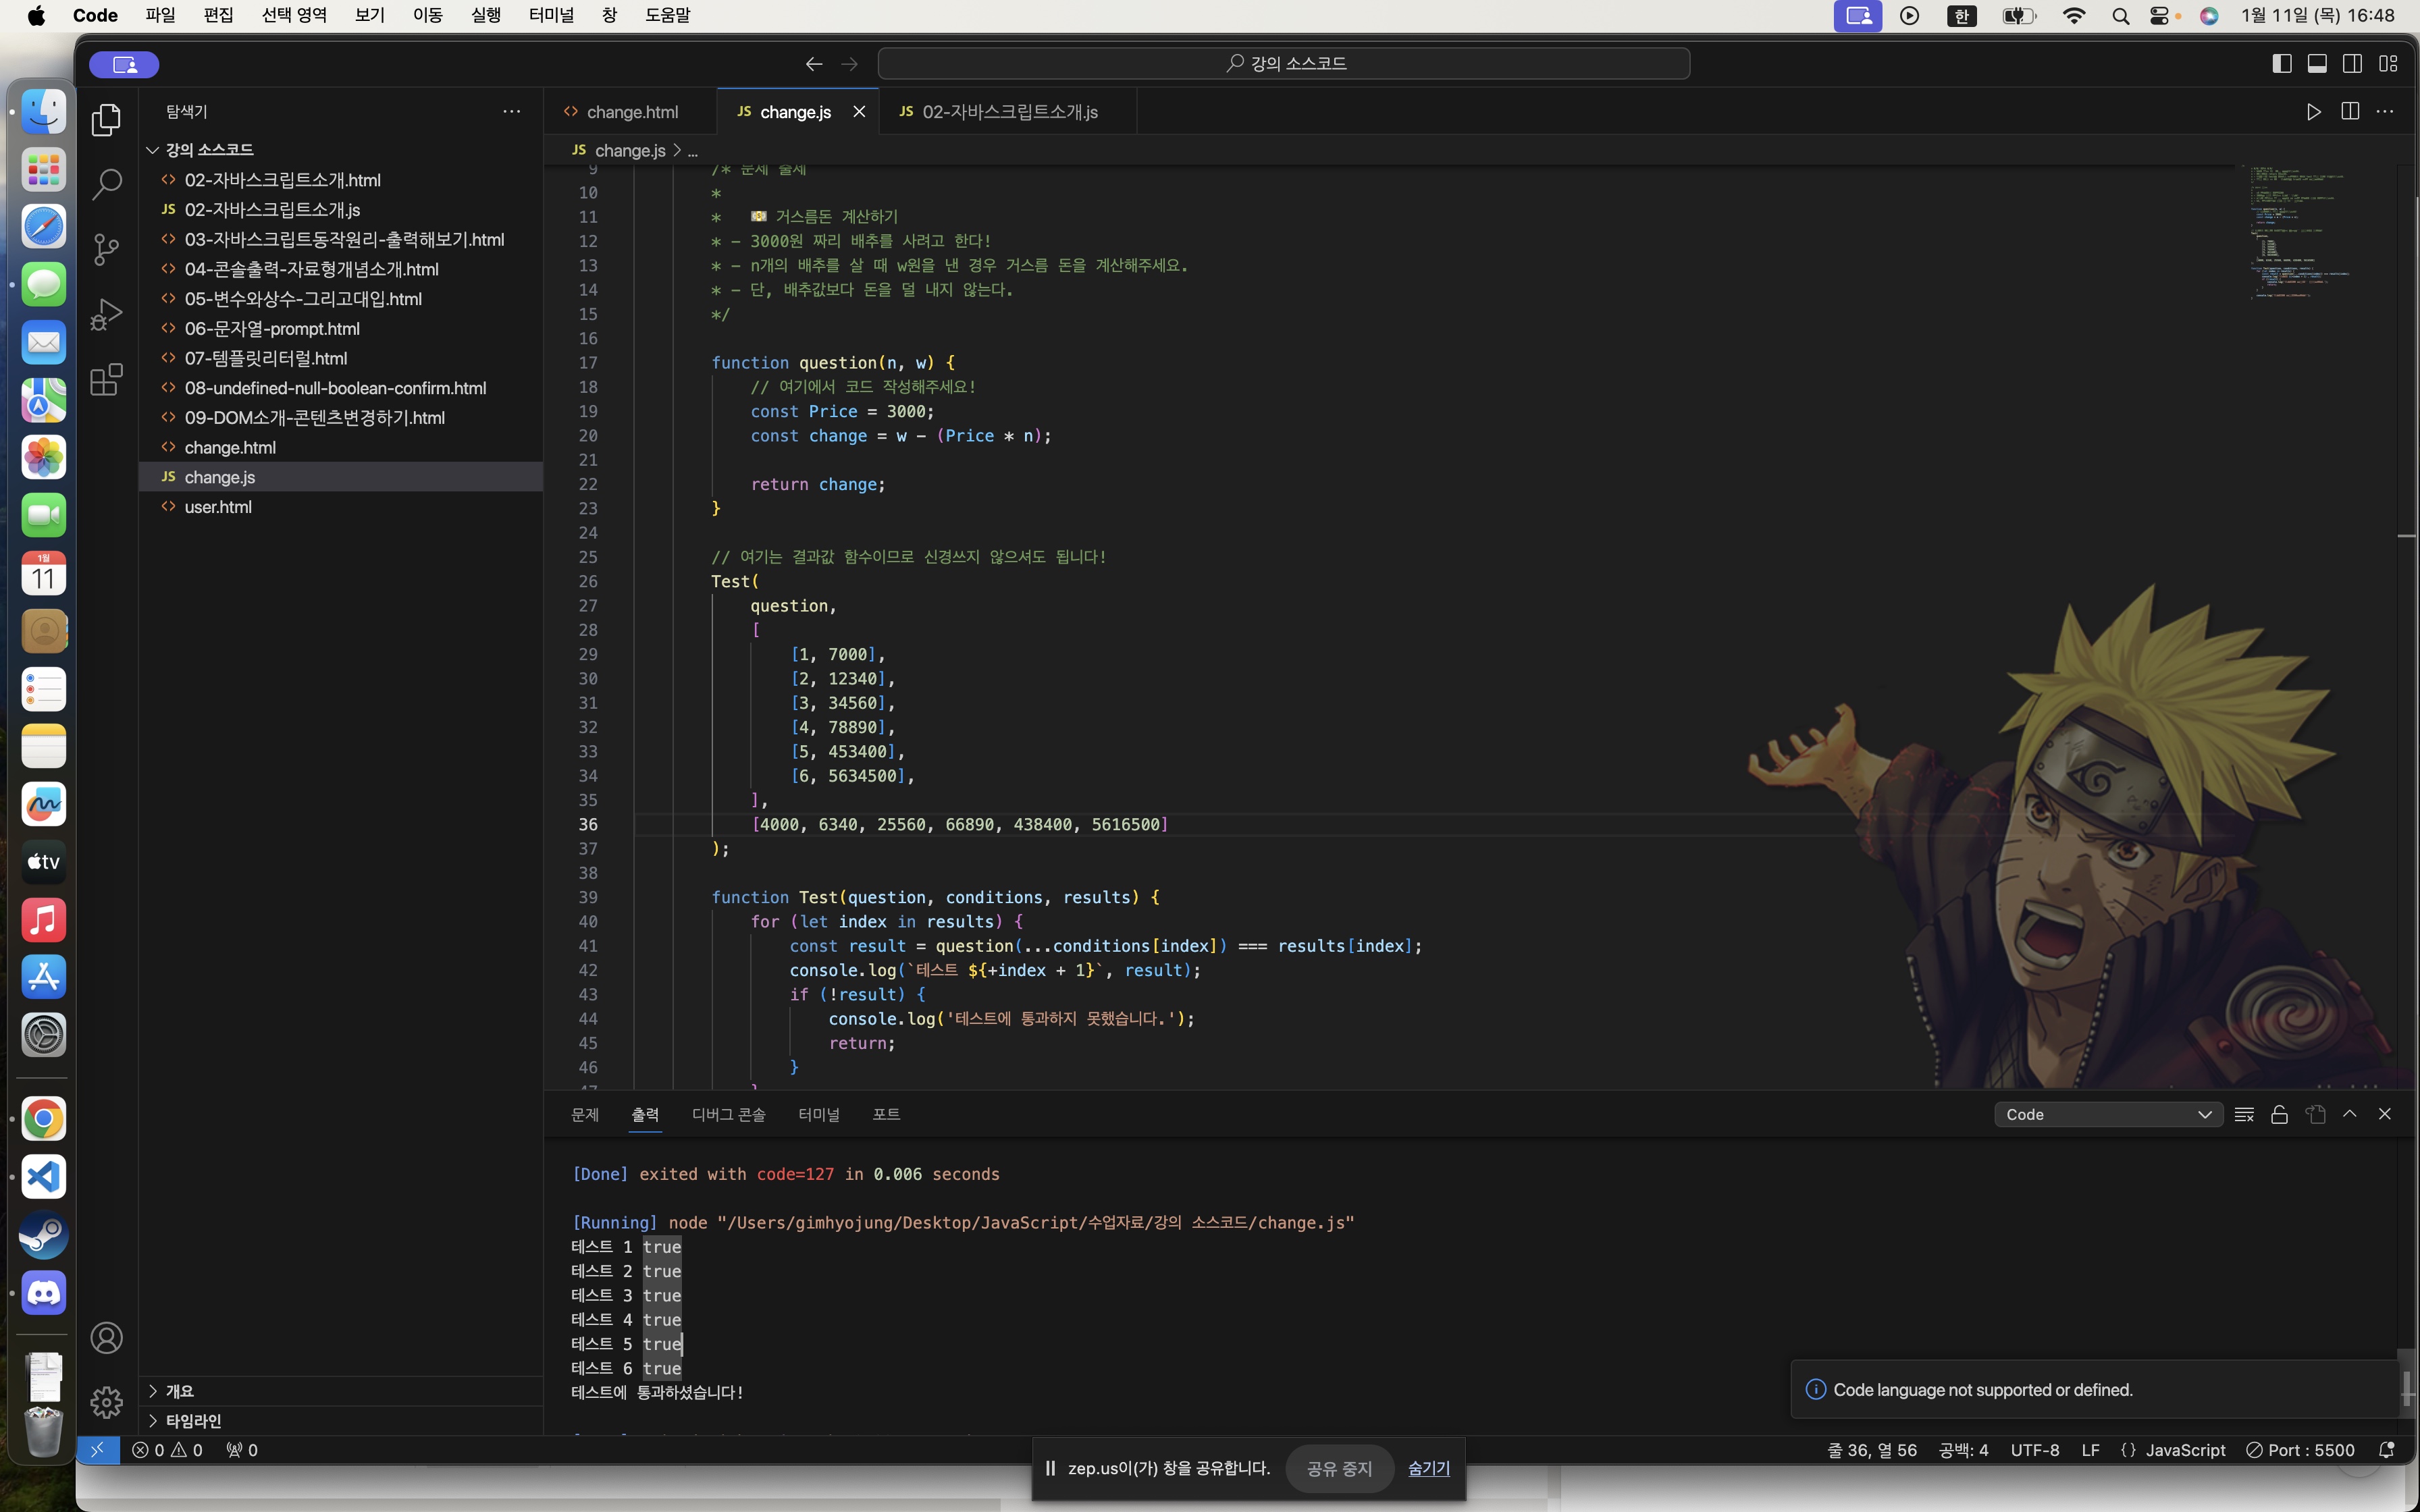 Code 파일 편집 선택 영역 보기 이동 실행 터미널 창 도움말 한 1월 11일 (목) 16:48
강의 소스코드
탐색기 ...
change.html JS change.js JS 02-자바스크립트소개.js
JS change.js > ...
강의 소스코드
02-자바스크립트소개.html
JS 02-자바스크립트소개.js
03-자바스크립트동작원리-출력해보기.html
04-콘솔출력-자료형개념소개.html
05-변수와상수-그리고대입.html
06-문자열-prompt.html
07-템플릿리터럴.html
08-undefined-null-boolean-confirm.html
09-DOM소개-콘텐츠변경하기.html
change.html
JS change.js
user.html
개요
타임라인
1월
11
tv
9 /* 문제 출제
10 *
11 * 💴 거스름돈 계산하기
12 * - 3000원 짜리 배추를 사려고 한다!
13 * - n개의 배추를 살 때 w원을 낸 경우 거스름 돈을 계산해주세요.
14 * - 단, 배추값보다 돈을 덜 내지 않는다.
15 */
16
17 function question(n, w) {
18 // 여기에서 코드 작성해주세요!
19 const Price = 3000;
20 const change = w - (Price * n);
21
22 return change;
23 }
24
25 // 여기는 결과값 함수이므로 신경쓰지 않으셔도 됩니다!
26 Test(
27 question,
28 [
29 [1, 7000],
30 [2, 12340],
31 [3, 34560],
32 [4, 78890],
33 [5, 453400],
34 [6, 5634500],
35 ],
36 [4000, 6340, 25560, 66890, 438400, 5616500]
37 );
38
39 function Test(question, conditions, results) {
40 for (let index in results) {
41 const result = question(...conditions[index]) === results[index];
42 console.log(`테스트 ${+index + 1}`, result);
43 if (!result) {
44 console.log('테스트에 통과하지 못했습니다.');
45 return;
46 }
47 }
문제 출력 디버그 콘솔 터미널 포트 Code
[Done] exited with code=127 in 0.006 seconds
[Running] node "/Users/gimhyojung/Desktop/JavaScript/수업자료/강의 소스코드/change.js"
테스트 1 true
테스트 2 true
테스트 3 true
테스트 4 true
테스트 5 true
테스트 6 true
테스트에 통과하셨습니다!
Code language not supported or defined.
0 0 0 줄 36, 열 56 공백: 4 UTF-8 LF {} JavaScript Port : 5500
zep.us이(가) 창을 공유합니다. 공유 중지 숨기기